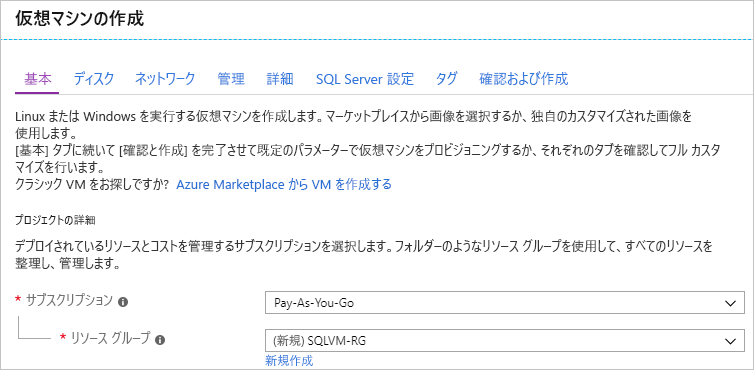 仮想マシンの作成
基本 ディスク ネットワーク 管理 詳細 SQL Server 設定 タグ 確認および作成
Linux または Windows を実行する仮想マシンを作成します。マーケットプレイスから画像を選択するか、独自のカスタマイズされた画像を
使用します。
[基本] タブに続いて [確認と作成] を完了させて既定のパラメーターで仮想マシンをプロビジョニングするか、それぞれのタブを確認してフル カスタ
マイズを行います。
クラシック VM をお探しですか? Azure Marketplace から VM を作成する
プロジェクトの詳細
デプロイされているリソースとコストを管理するサブスクリプションを選択します。フォルダーのようなリソース グループを使用して、すべてのリソースを
整理し、管理します。
* サブスクリプション Pay-As-You-Go
* リソース グループ (新規) SQLVM-RG
新規作成